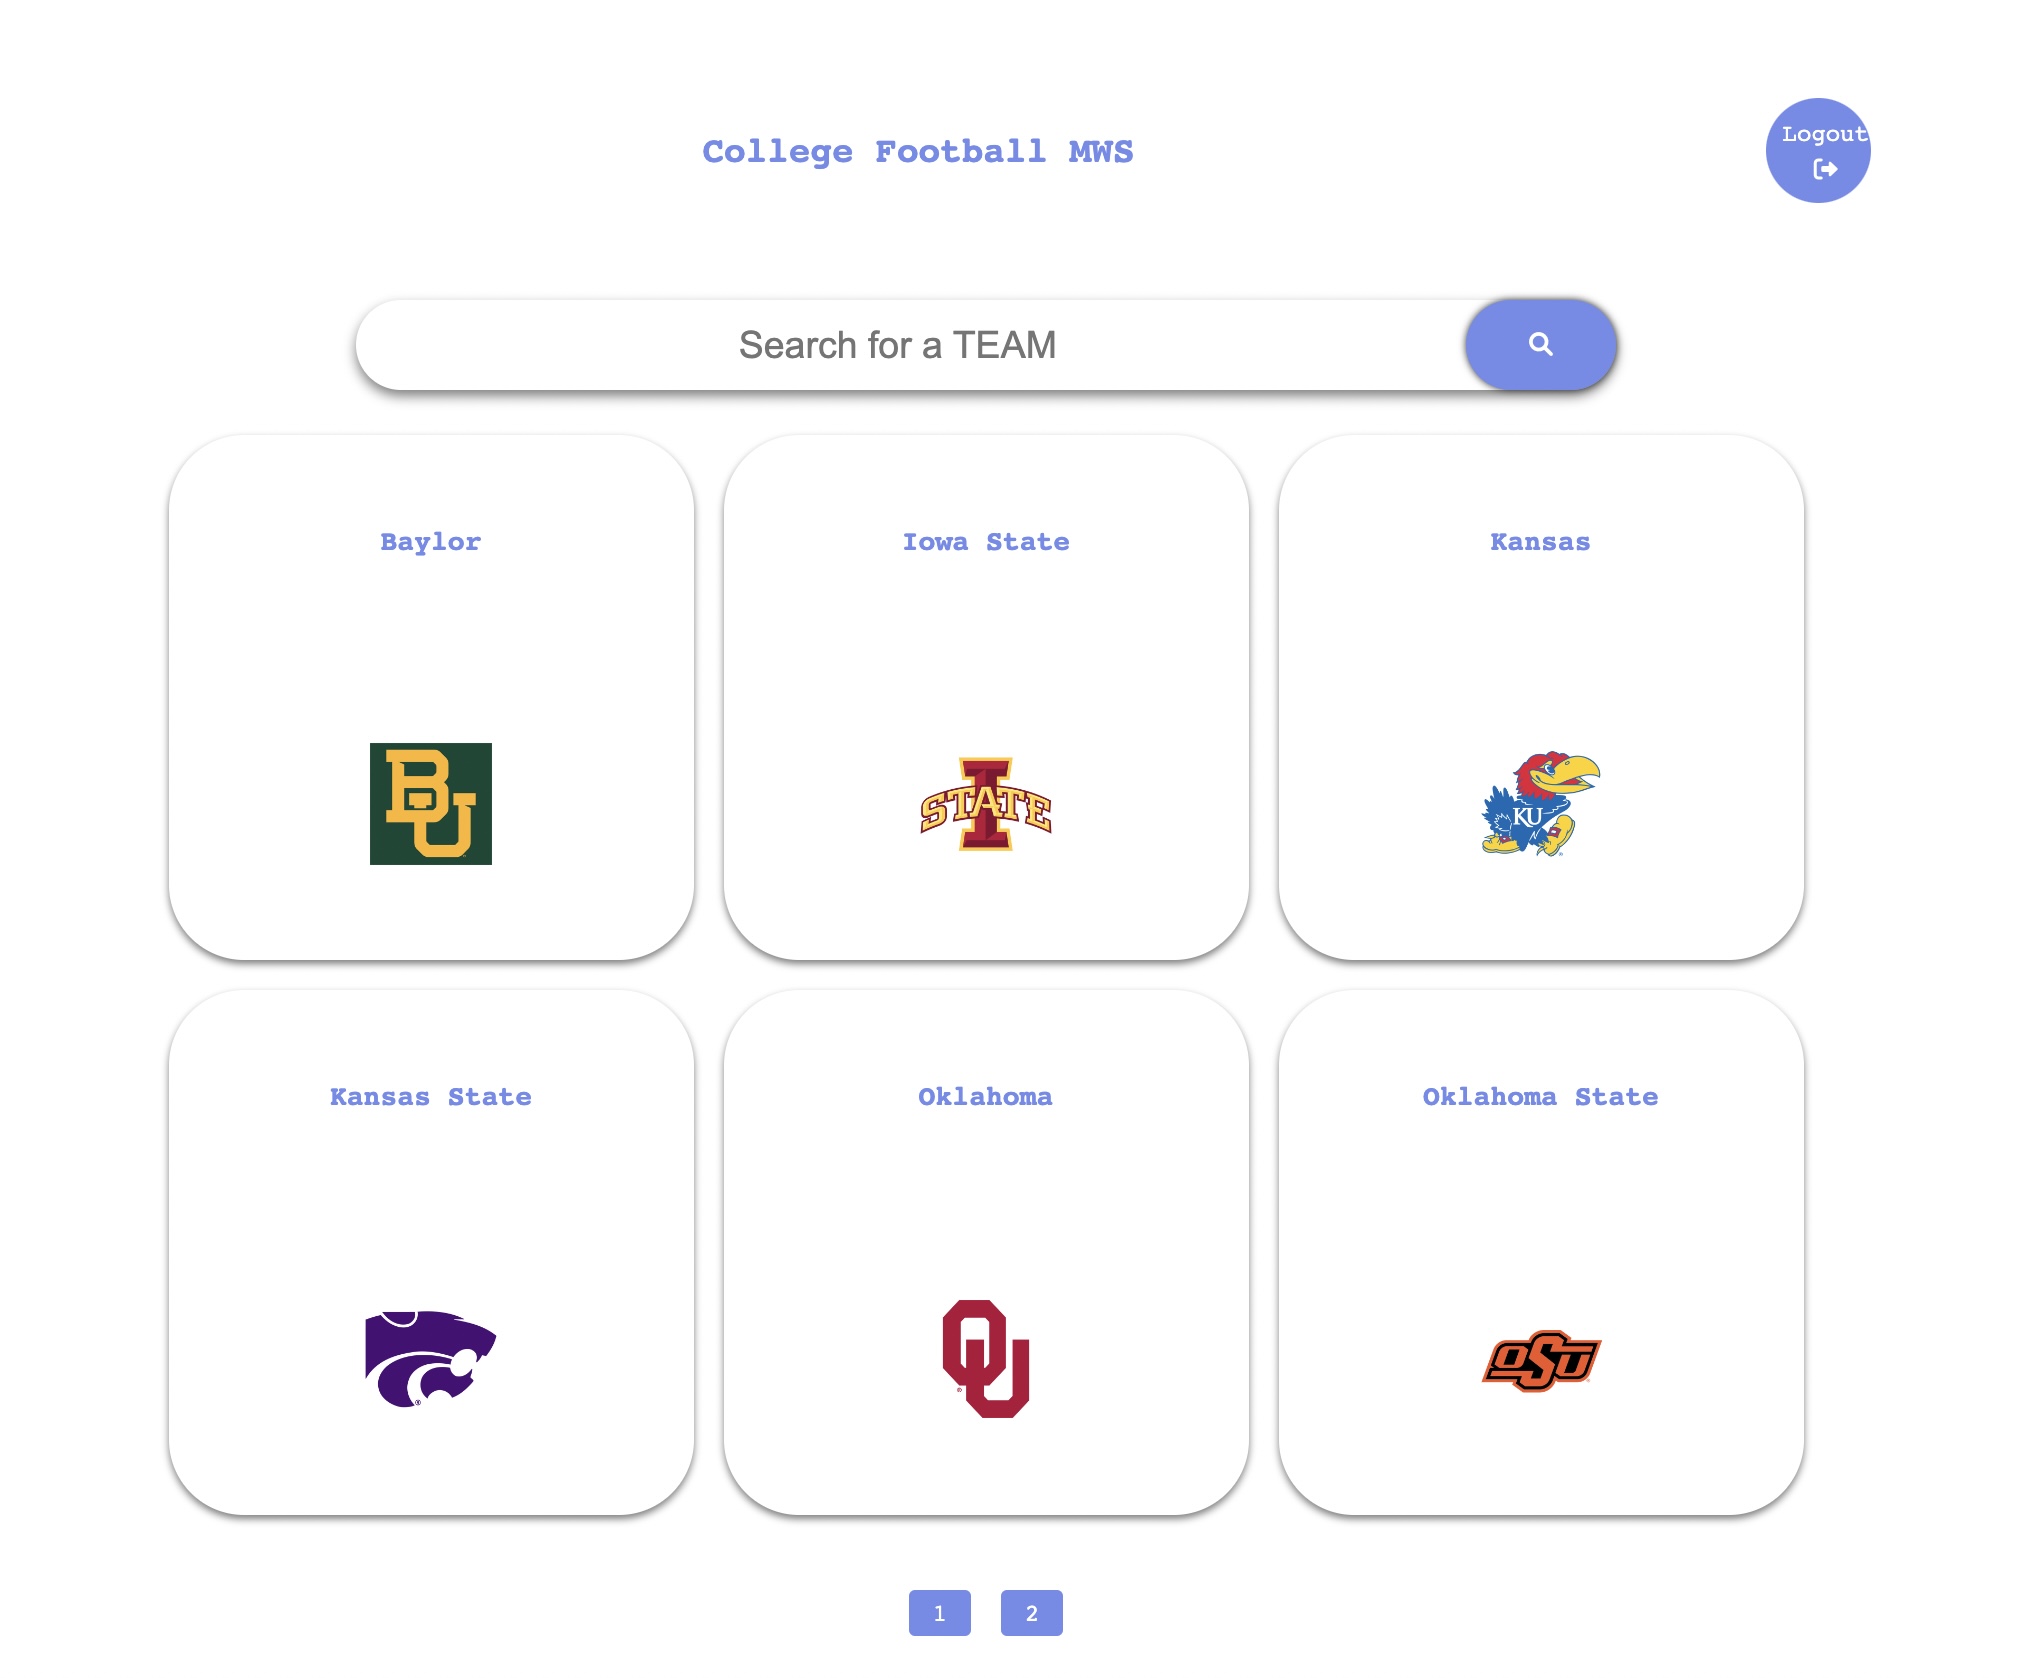 College Football MWS
Logout
Search for a TEAM
Baylor
Iowa State
Kansas
BU
I STATE
KU
Kansas State
Oklahoma
Oklahoma State
OU
OSU
1
2